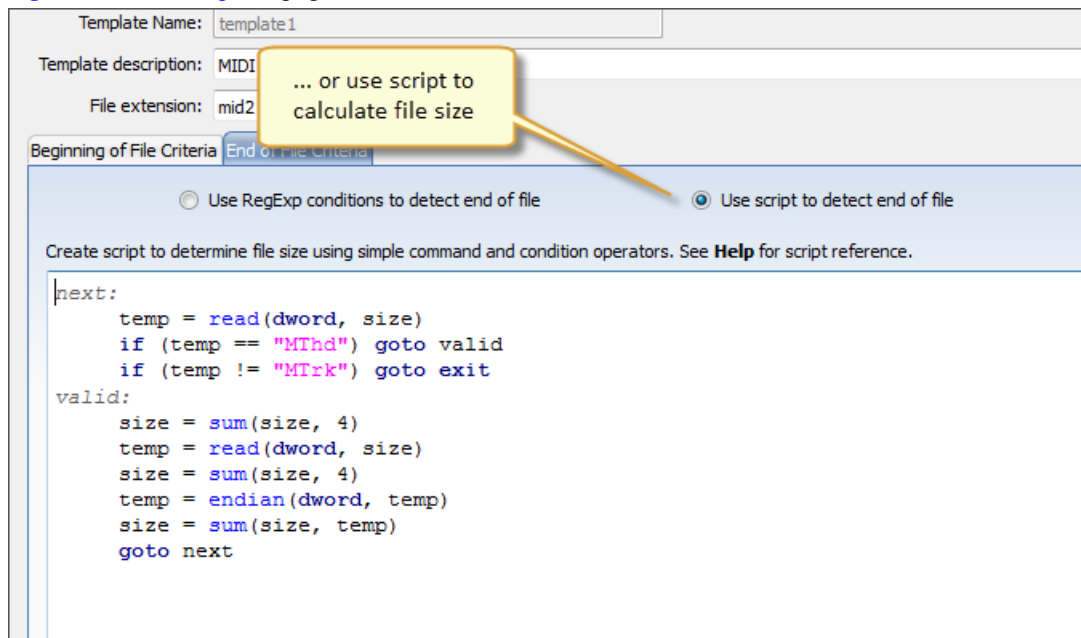 Template Name: template1
Template description: MIDI
File extension: mid2
... or use script to
calculate file size
Beginning of File Criteria End of File Criteria
Use RegExp conditions to detect end of file Use script to detect end of file
Create script to determine file size using simple command and condition operators. See Help for script reference.
next:
temp = read(dword, size)
if (temp == "MThd") goto valid
if (temp != "MTrk") goto exit
valid:
size = sum(size, 4)
temp = read(dword, size)
size = sum(size, 4)
temp = endian(dword, temp)
size = sum(size, temp)
goto next